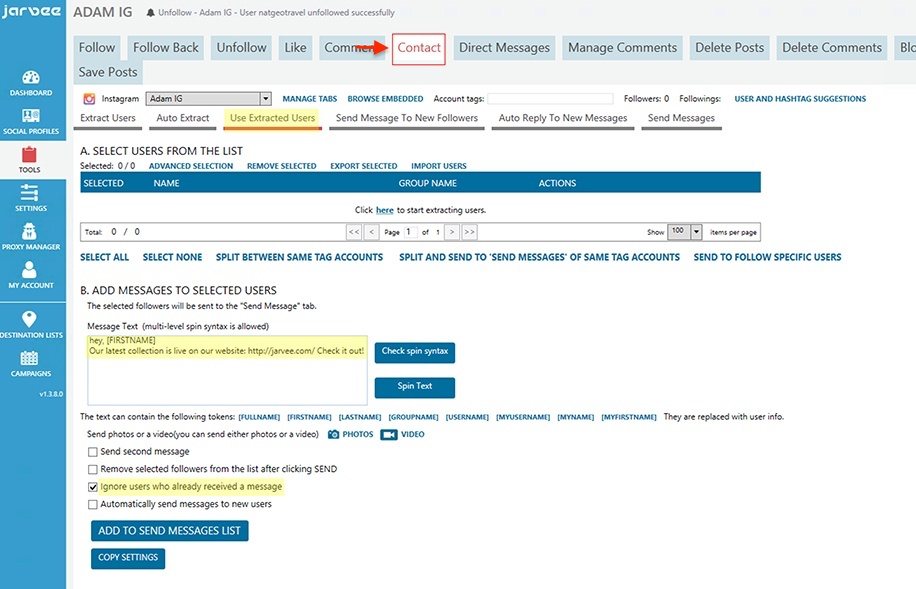 jarvee
ADAM IG
Unfollow - Adam IG - User natgeotravel unfollowed successfully
Follow
Follow Back
Unfollow
Like
Commen
Contact
Direct Messages
Manage Comments
Delete Posts
Delete Comments
Blo
Save Posts
DASHBOARD
SOCIAL PROFILES
TOOLS
SETTINGS
PROXY MANAGER
MY ACCOUNT
DESTINATION LISTS
CAMPAIGNS
v1.3.8.0
Instagram Adam IG MANAGE TABS BROWSE EMBEDDED Account tags: Followers: 0 Followings: USER AND HASHTAG SUGGESTIONS
Extract Users Auto Extract Use Extracted Users Send Message To New Followers Auto Reply To New Messages Send Messages
A. SELECT USERS FROM THE LIST
Selected: 0 / 0 ADVANCED SELECTION REMOVE SELECTED EXPORT SELECTED IMPORT USERS
SELECTED NAME GROUP NAME ACTIONS
Click here to start extracting users.
Total: 0 / 0 << < Page 1 of 1 > >> Show 100 items per page
SELECT ALL SELECT NONE SPLIT BETWEEN SAME TAG ACCOUNTS SPLIT AND SEND TO 'SEND MESSAGES' OF SAME TAG ACCOUNTS SEND TO FOLLOW SPECIFIC USERS
B. ADD MESSAGES TO SELECTED USERS
The selected followers will be sent to the "Send Message" tab.
Message Text (multi-level spin syntax is allowed)
hey, [FIRSTNAME]
Our latest collection is live on our website: http://jarvee.com/ Check it out!
Check spin syntax
Spin Text
The text can contain the following tokens: [FULLNAME] [FIRSTNAME] [LASTNAME] [GROUPNAME] [USERNAME] [MYUSERNAME] [MYNAME] [MYFIRSTNAME] They are replaced with user info.
Send photos or a video(you can send either photos or a video) PHOTOS VIDEO
Send second message
Remove selected followers from the list after clicking SEND
Ignore users who already received a message
Automatically send messages to new users
ADD TO SEND MESSAGES LIST
COPY SETTINGS